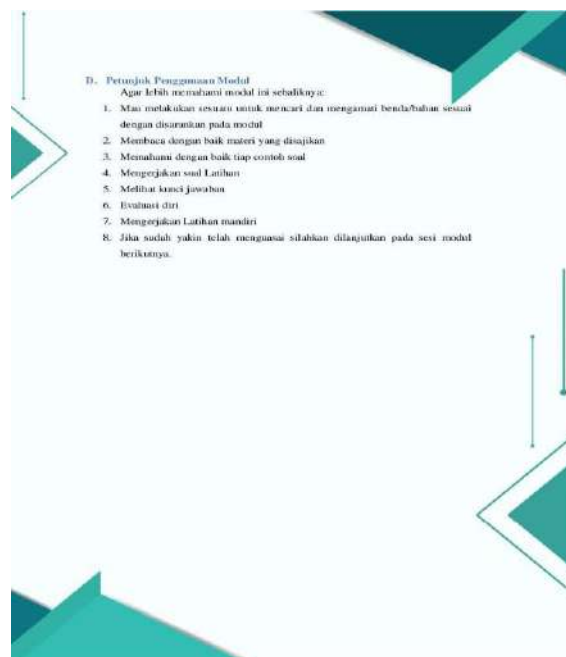 D. Petunjuk Penggunaan Modul
Agar lebih memahami modul ini sebaliknya:
1. Mau melakukan sesuatu untuk mencari dan mengamati benda/bahan sesuai
dengan disarankan pada modul
2. Membaca dengan baik materi yang disajikan
3. Memahami dengan baik tiap contoh soal
4. Mengerjakan soal Latihan
5. Melihat kunci jawaban
6. Evaluasi diri
7. Mengerjakan Latihan mandiri
8. Jika sudah yakin telah menguasai silahkan dilanjutkan pada sesi modul
berikutnya.